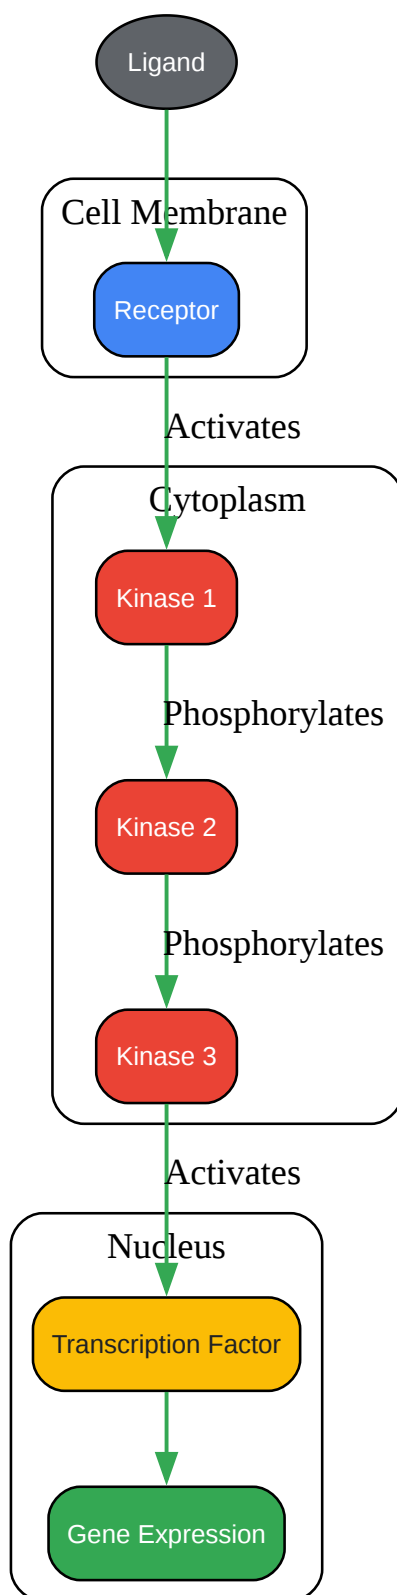 Ligand
Cell Membrane
Receptor
Activates
Cytoplasm
Kinase 1
Phosphorylates
Kinase 2
Phosphorylates
Kinase 3
Activates
Nucleus
Transcription Factor
Gene Expression